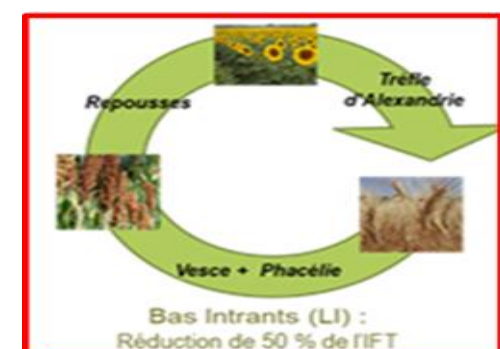 Repousses
Trèfle
d'Alexandrie
Vesce + Phacélie
Bas Intrants (LI) :
Réduction de 50 % de l'IFT